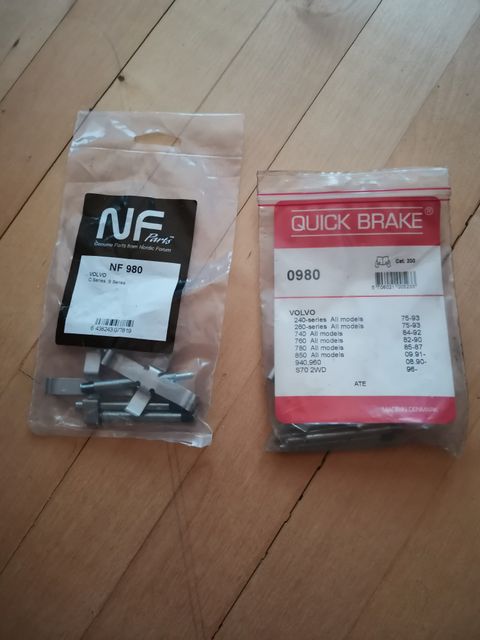 NF
Parts™
Genuine Parts from Nordic Forum
NF 980
VOLVO
C Series S Series
6 438243 077819
QUICK BRAKE®
0980
Cat. 200
VOLVO
240-series All models 75-93
260-series All models 75-93
740 All models 84-92
760 All models 82-90
780 All models 85-87
850 All models 09.91-
940,960 08.90-
S70 2WD 96-
ATE
MADE IN DENMARK